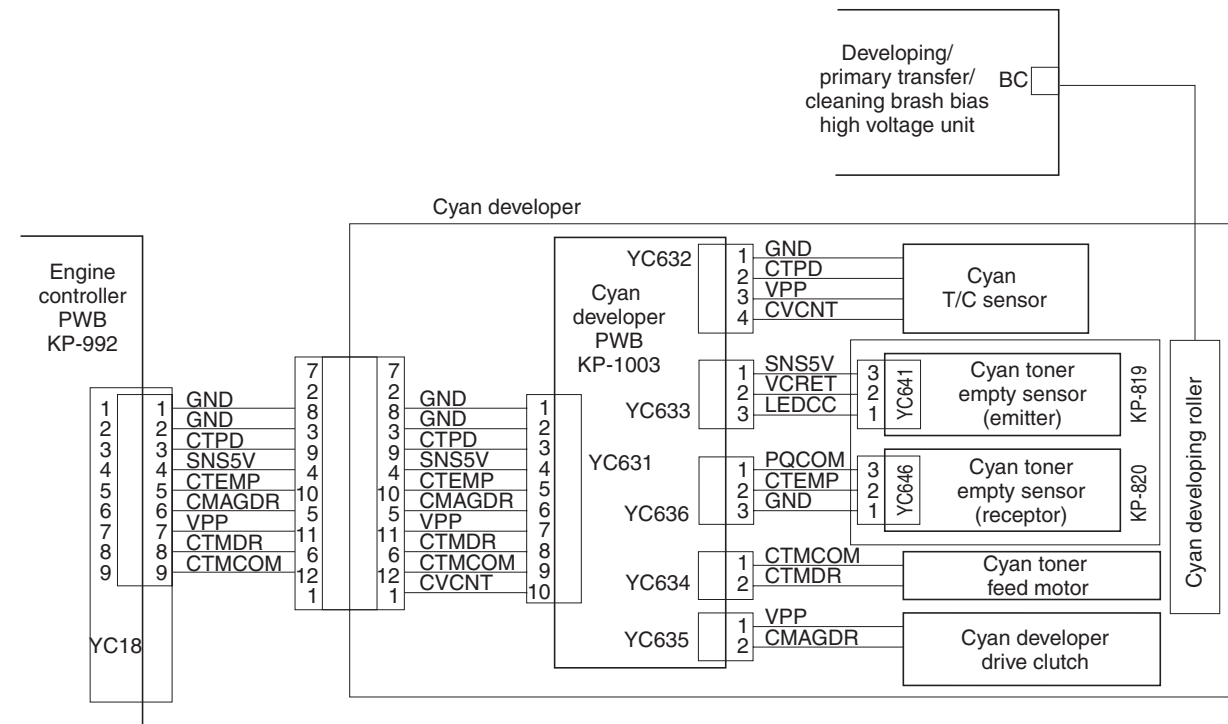 Developing/
primary transfer/
cleaning brash bias
high voltage unit
BC
Cyan developer
Engine
controller
PWB
KP-992
YC18
1
2
3
4
5
6
7
8
9
1 GND
2 GND
3 CTPD
4 SNS5V
5 CTEMP
6 CMAGDR
7 VPP
8 CTMDR
9 CTMCOM
7
2
8
3
9
4
10
5
11
6
12
1
7
2
8 GND
3 GND
9 CTPD
4 SNS5V
10 CTEMP
5 CMAGDR
11 VPP
6 CTMDR
12 CTMCOM
1 CVCNT
1
2
3
4
5
6
7
8
9
10
YC631
Cyan
developer
PWB
KP-1003
YC632
1 GND
2 CTPD
3 VPP
4 CVCNT
Cyan
T/C sensor
YC633
1 SNS5V 3
2 VCRET 2
3 LEDCC 1
YC641
Cyan toner
empty sensor
(emitter)
KP-819
YC636
1 PQCOM 3
2 CTEMP 2
3 GND 1
YC646
Cyan toner
empty sensor
(receptor)
KP-820
YC634
1 CTMCOM
2 CTMDR
Cyan toner
feed motor
YC635
1 VPP
2 CMAGDR
Cyan developer
drive clutch
Cyan developing roller